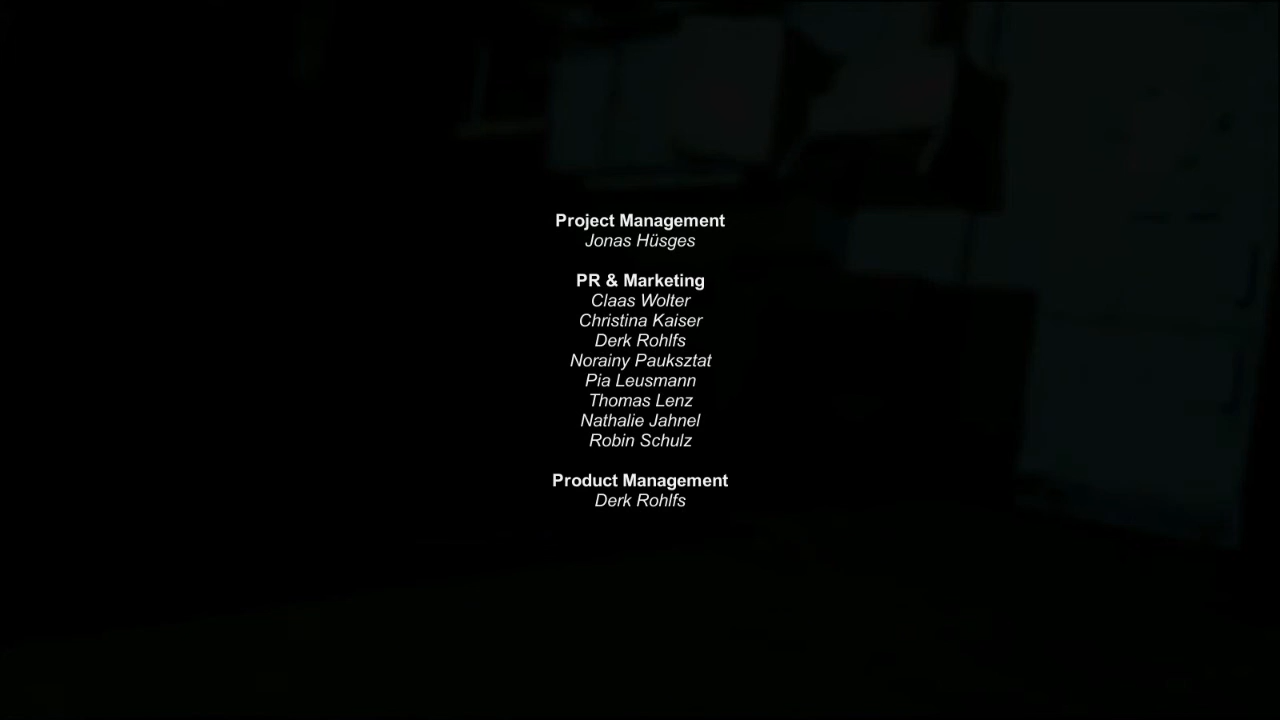 Project Management
Jonas Hüsges
PR & Marketing
Claas Wolter
Christina Kaiser
Derk Rohlfs
Norainy Pauksztat
Pia Leusmann
Thomas Lenz
Nathalie Jahnel
Robin Schulz
Product Management
Derk Rohlfs